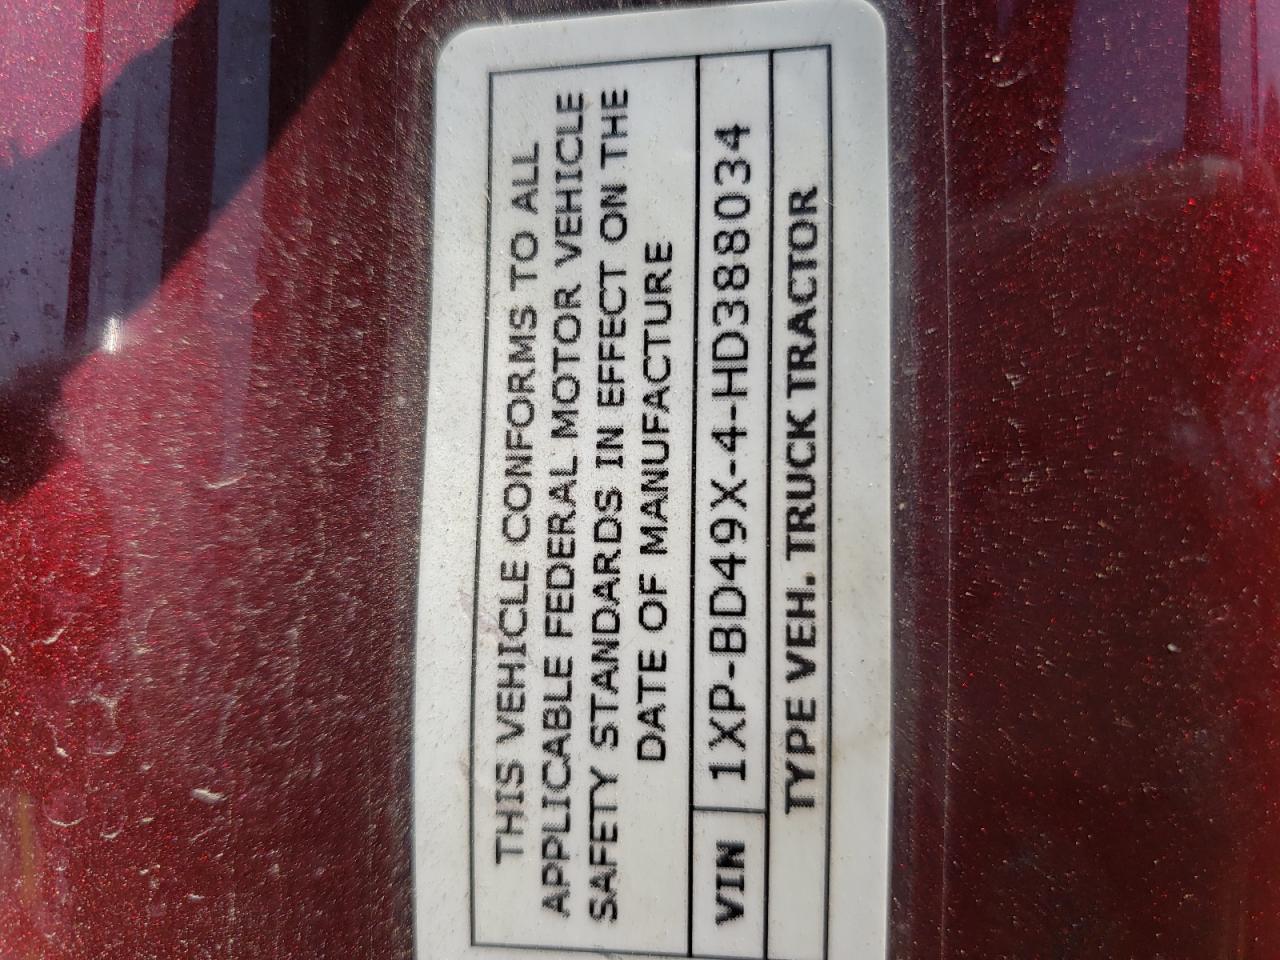 THIS VEHICLE CONFORMS TO ALL
APPLICABLE FEDERAL MOTOR VEHICLE
SAFETY STANDARDS IN EFFECT ON THE
DATE OF MANUFACTURE
VIN 1XP-BD49X-4-HD388034
TYPE VEH. TRUCK TRACTOR